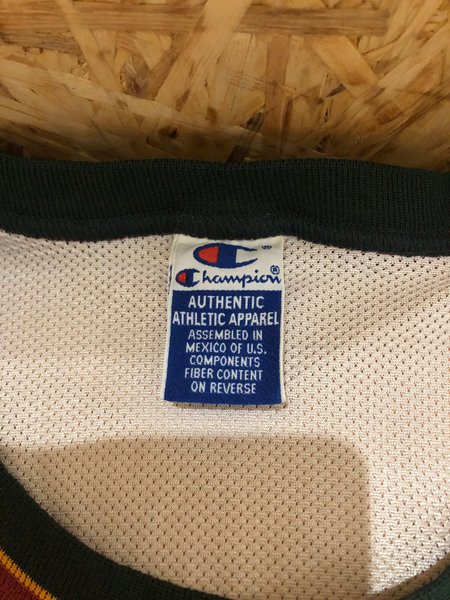 ®
Champion®
AUTHENTIC
ATHLETIC APPAREL
ASSEMBLED IN
MEXICO OF U.S.
COMPONENTS
FIBER CONTENT
ON REVERSE